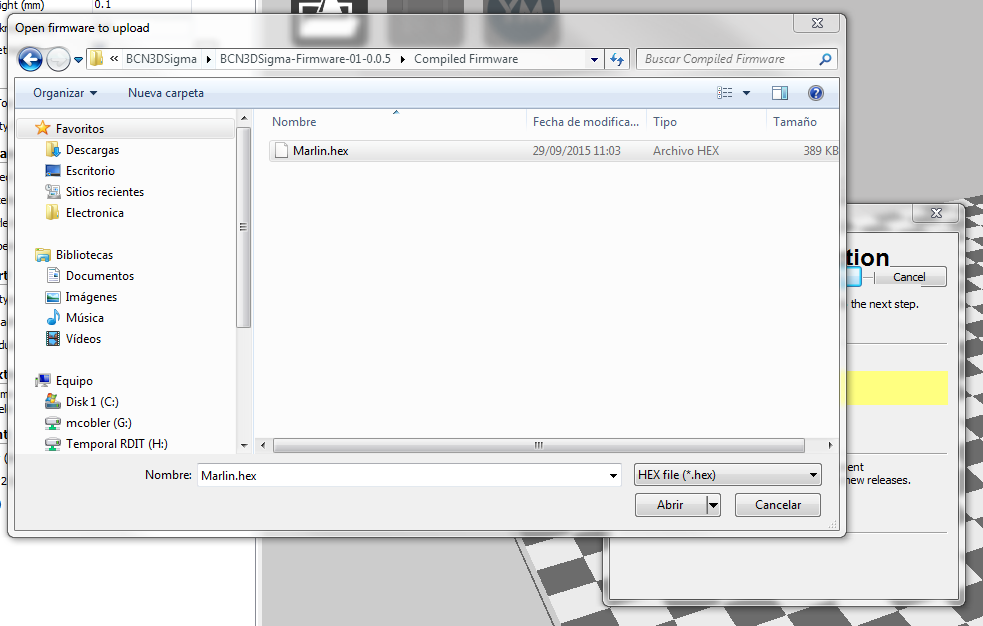 ight (mm) 0.1
Open firmware to upload
« BCN3DSigma ▸ BCN3DSigma-Firmware-01-0.0.5 ▸ Compiled Firmware
Buscar Compiled Firmware
Organizar Nueva carpeta
Nombre Fecha de modifica... Tipo Tamaño
Marlin.hex 29/09/2015 11:03 Archivo HEX 389 KB
Favoritos
Descargas
Escritorio
Sitios recientes
Electronica
Bibliotecas
Documentos
Imágenes
Música
Vídeos
Equipo
Disk1 (C:)
mcobler (G:)
Temporal RDIT (H:)
Nombre: Marlin.hex HEX file (*.hex)
Abrir Cancelar
YM
tion
Cancel
the next step.
ent
new releases.